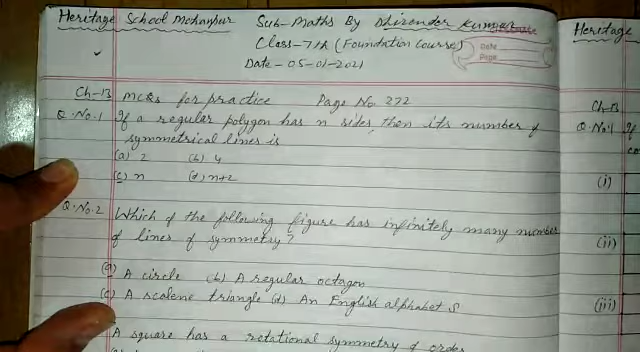 Heritage School Mohanpur Sub-Maths By Dhirender Kumar
Class-7th (Foundation Course)
Date
Page
Date-05-01-2021
Ch-13 MCQs for practice Page No. 272
Q.No.1 If a regular polygon has n sides, then its number of
symmetrical lines is
(a) 2 (b) 4
(c) n (d) n+2
Q.No.2 Which of the following figure has infinitely many number
of lines of symmetry?
(a) A circle (b) A regular octagon
(c) A scalene triangle (d) An English alphabet S
A square has a rotational symmetry of order
Heritage
Ch-13
Q.No.1 If
(i)
(ii)
(iii)